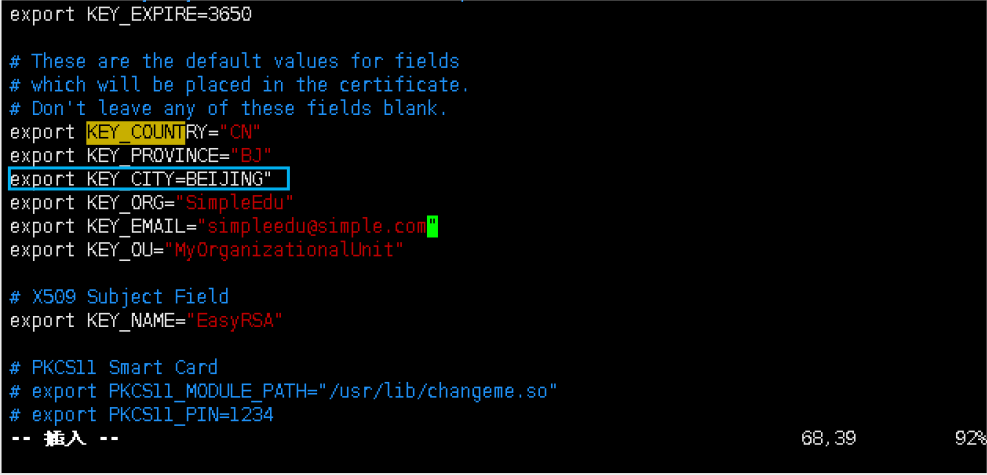 export KEY_EXPIRE=3650
# These are the default values for fields
# which will be placed in the certificate.
# Don't leave any of these fields blank.
export KEY_COUNTRY="CN"
export KEY_PROVINCE="BJ"
export KEY_CITY=BEIJING"
export KEY_ORG="SimpleEdu"
export KEY_EMAIL="simpleedu@simple.com"
export KEY_OU="MyOrganizationalUnit"
# X509 Subject Field
export KEY_NAME="EasyRSA"
# PKCS11 Smart Card
# export PKCS11_MODULE_PATH="/usr/lib/changeme.so"
# export PKCS11_PIN=1234
-- 插入 -- 68,39 92%